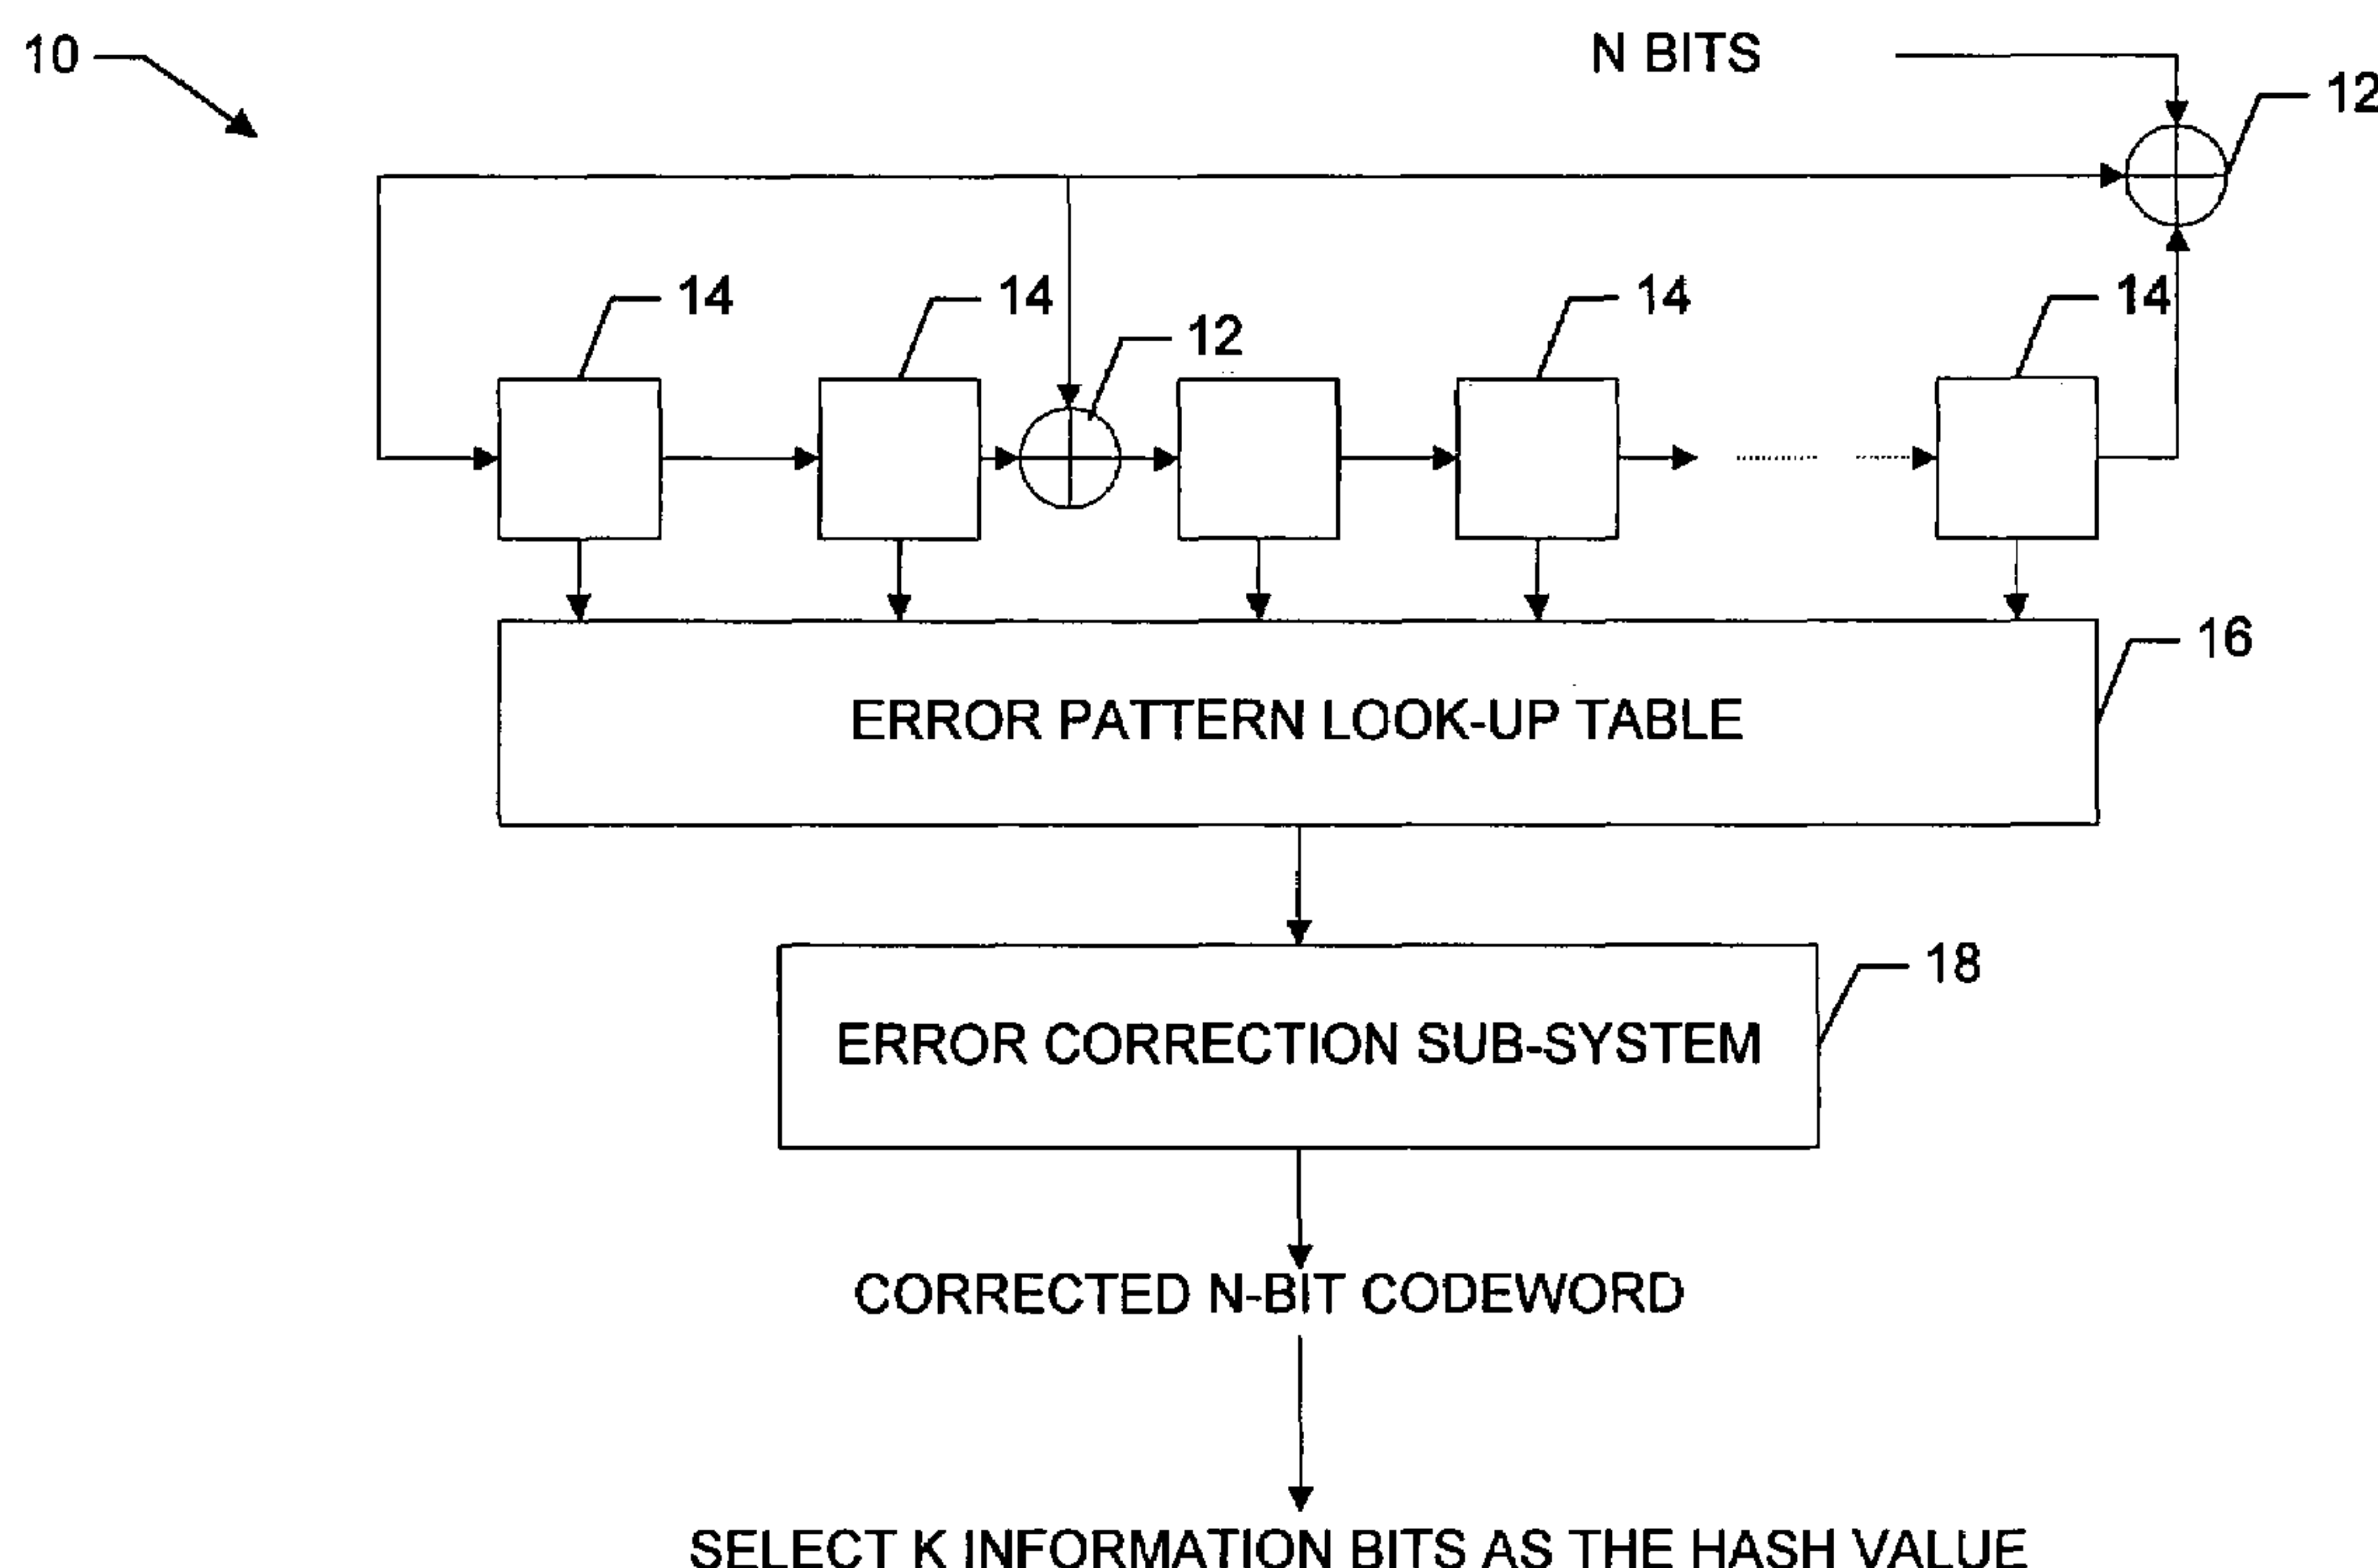 10
N BITS
12
14
14
12
14
14
16
ERROR PATTERN LOOK-UP TABLE
18
ERROR CORRECTION SUB-SYSTEM
CORRECTED N-BIT CODEWORD
SELECT K INFORMATION BITS AS THE HASH VALUE